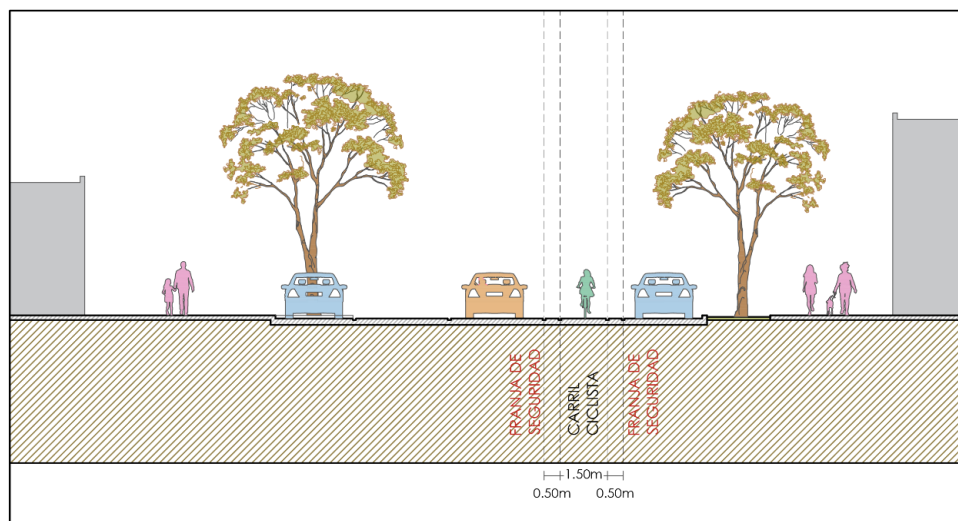 FRANJA DE
SEGURIDAD
CARRIL
CICLISTA
FRANJA DE
SEGURIDAD
1.50m
0.50m
0.50m